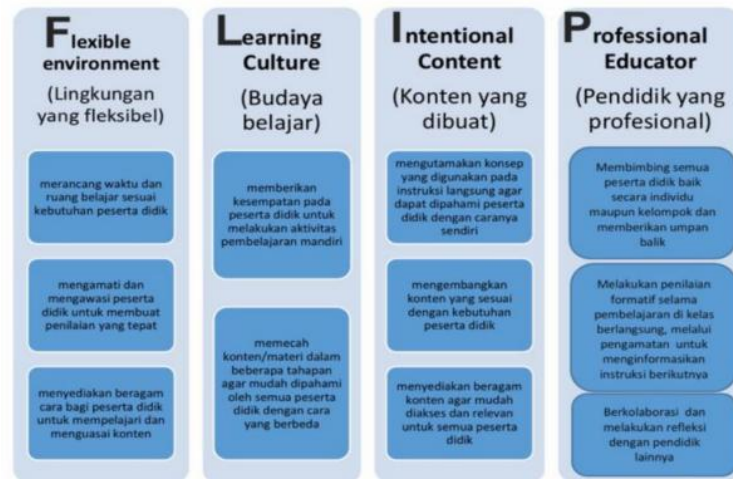 Flexible
environment
(Lingkungan
yang fleksibel)
merancang waktu dan
ruang belajar sesuai
kebutuhan peserta didik
mengamati dan
mengawasi peserta
didik untuk membuat
penilaian yang tepat
menyediakan beragam
cara bagi peserta didik
untuk mempelajari dan
menguasai konten
Learning
Culture
(Budaya
belajar)
memberikan
kesempatan pada
peserta didik untuk
melakukan aktivitas
pembelajaran mandiri
memecah
konten/materi dalam
beberapa tahapan
agar mudah dipahami
oleh semua peserta
didik dengan cara
yang berbeda
Intentional
Content
(Konten yang
dibuat)
mengutamakan konsep
yang digunakan pada
instruksi langsung agar
dapat dipahami peserta
didik dengan caranya
sendiri
mengembangkan
konten yang sesuai
dengan kebutuhan
peserta didik
menyediakan beragam
konten agar mudah
diakses dan relevan
untuk semua peserta
didik
Professional
Educator
(Pendidik yang
profesional)
Membimbing semua
peserta didik baik
secara individu
maupun kelompok dan
memberikan umpan
balik
Melakukan penilaian
formatif selama
pembelajaran di kelas
berlangsung, melalui
pengamatan untuk
menginformasikan
instruksi berikutnya
Berkolaborasi dan
melakukan refleksi
dengan pendidik
lainnya